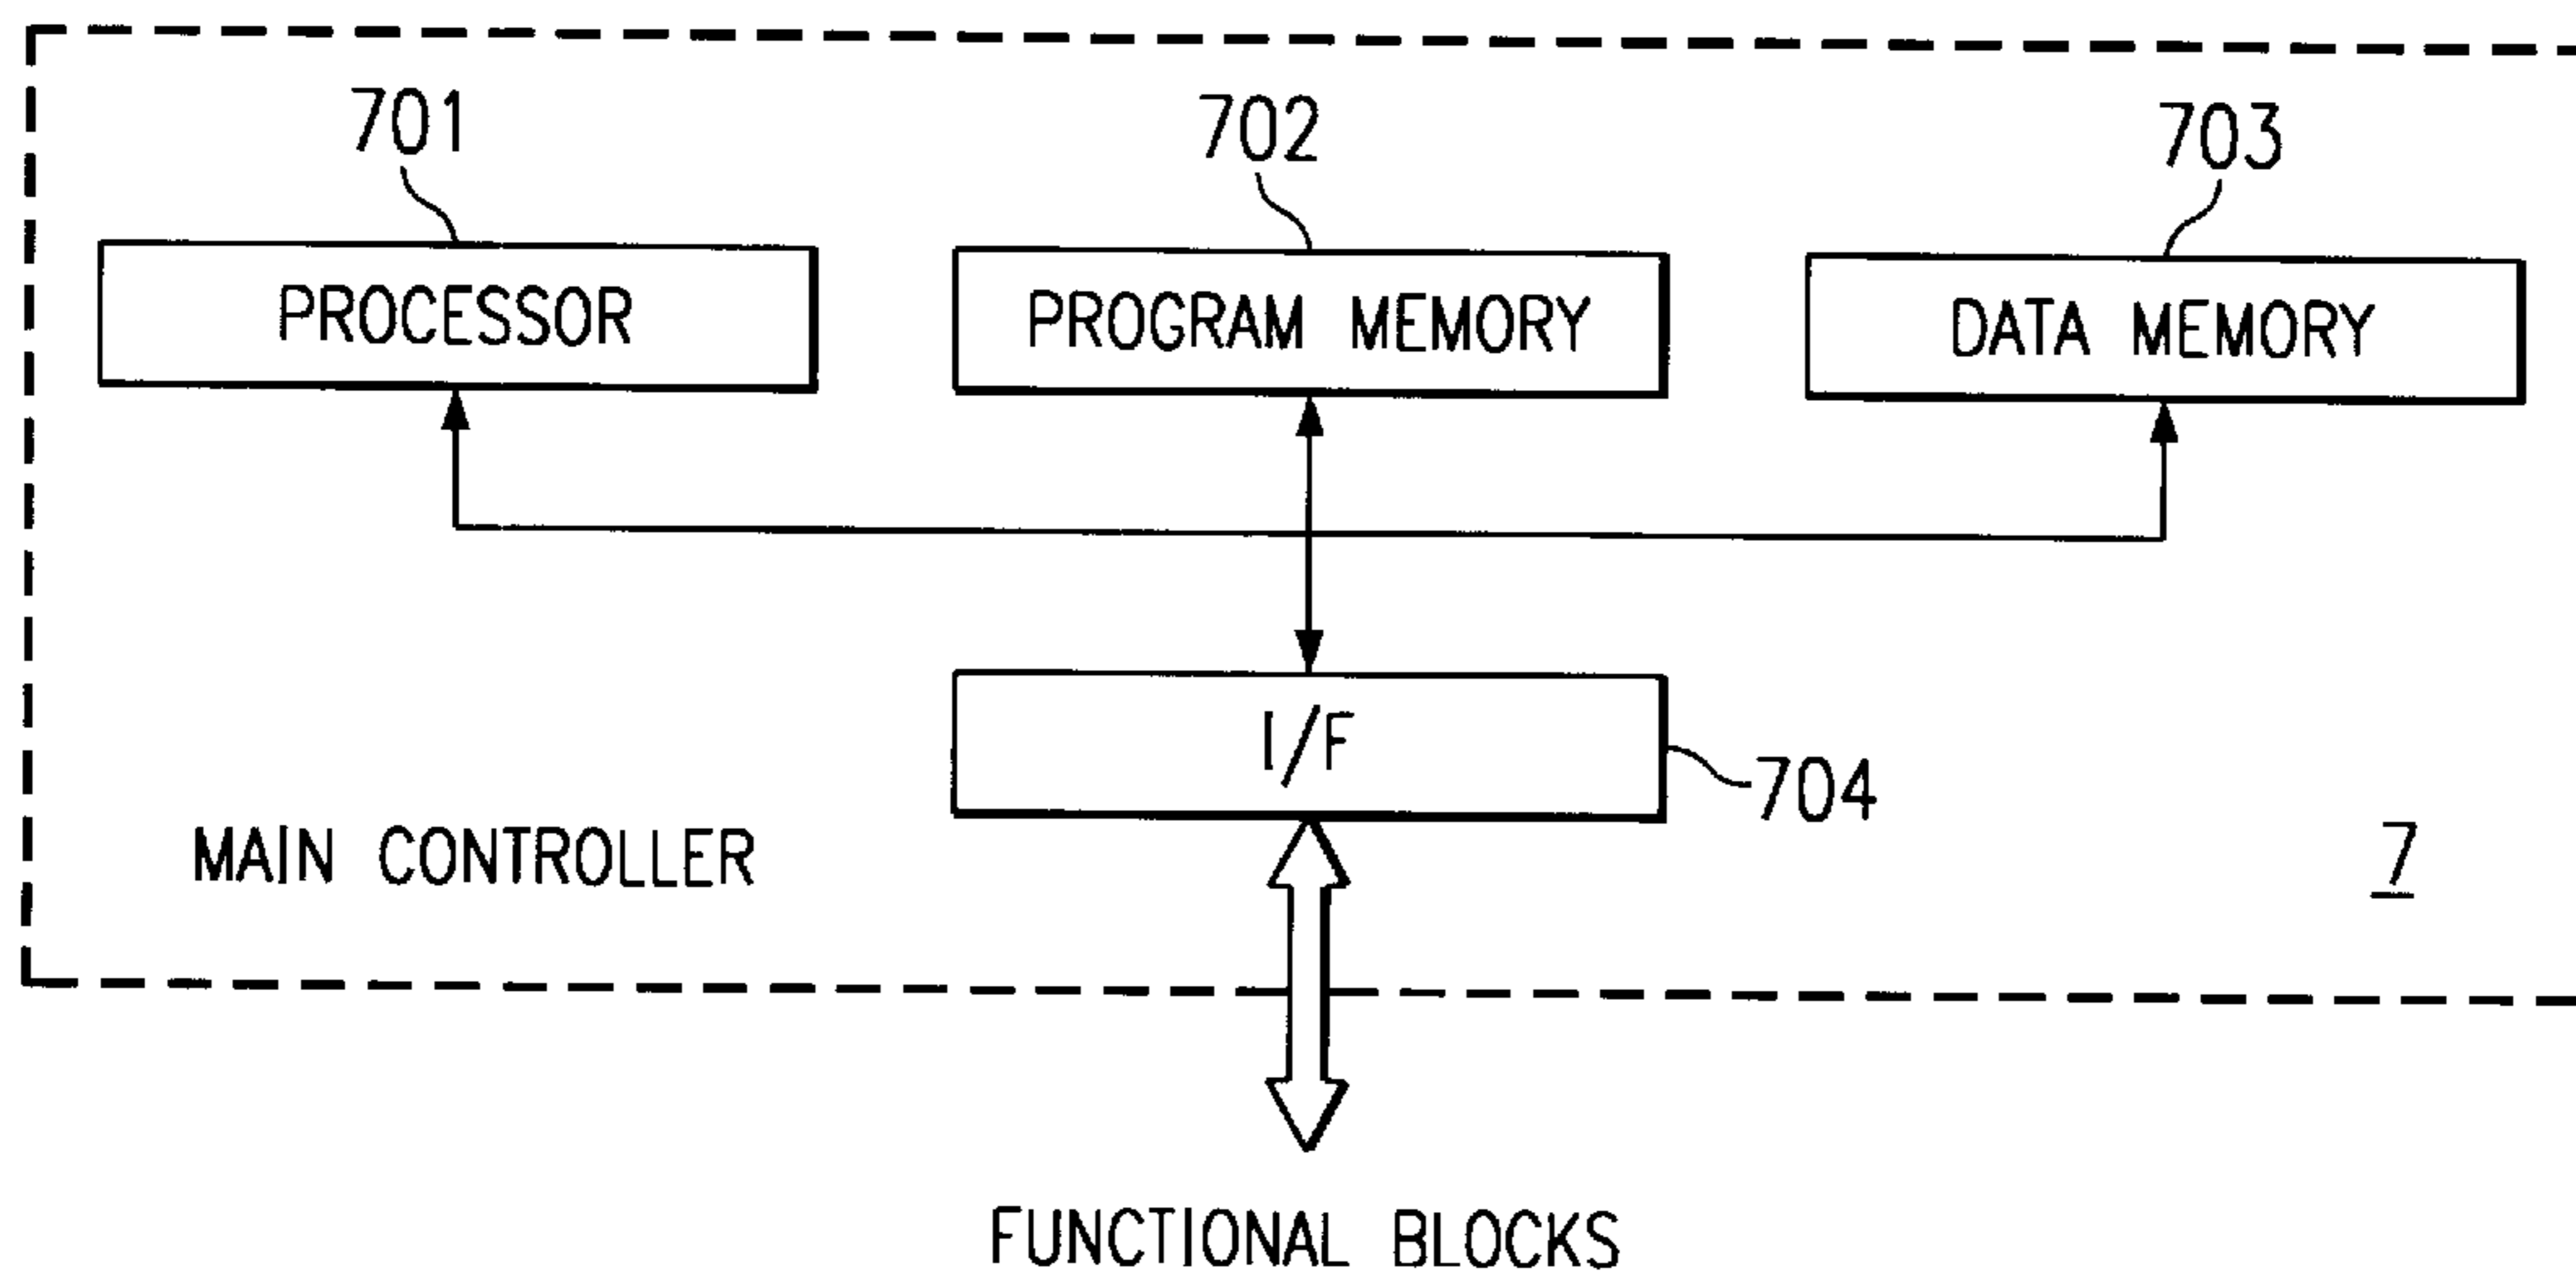 701
702
703
PROCESSOR
PROGRAM MEMORY
DATA MEMORY
I/F
704
MAIN CONTROLLER
7
FUNCTIONAL BLOCKS